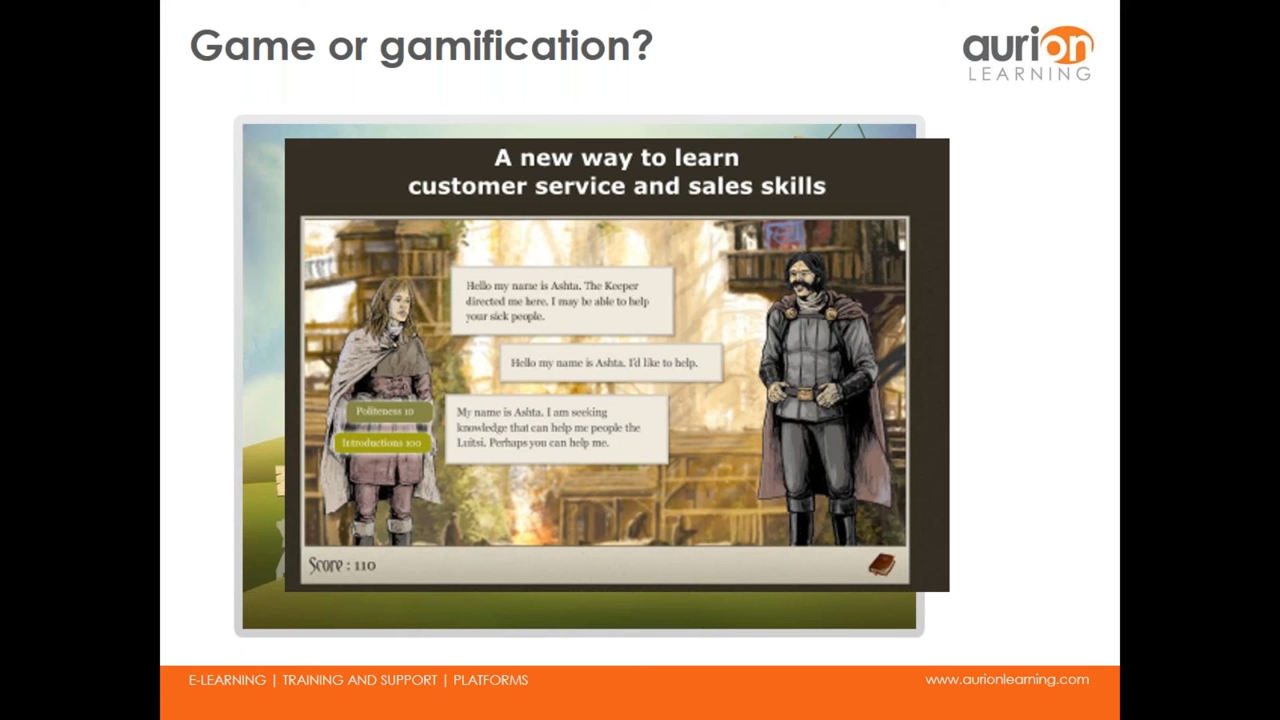 Game or gamification?
aurion
LEARNING
A new way to learn
customer service and sales skills
Hello my name is Ashta. The Keeper
directed me here. I may be able to help
your sick people.
Hello my name is Ashta. I'd like to help.
Politeness 10
Introductions 100
My name is Ashta. I am seeking
knowledge that can help me people the
Luitsi. Perhaps you can help me.
Score : 110
E-LEARNING | TRAINING AND SUPPORT | PLATFORMS
www.aurionlearning.com